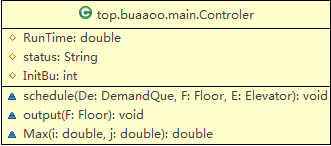 top.buaaoo.main.Controler
RunTime: double
status: String
InitBu: int
schedule(De: DemandQue, F: Floor, E: Elevator): void
output(F: Floor): void
Max(i: double, j: double): double